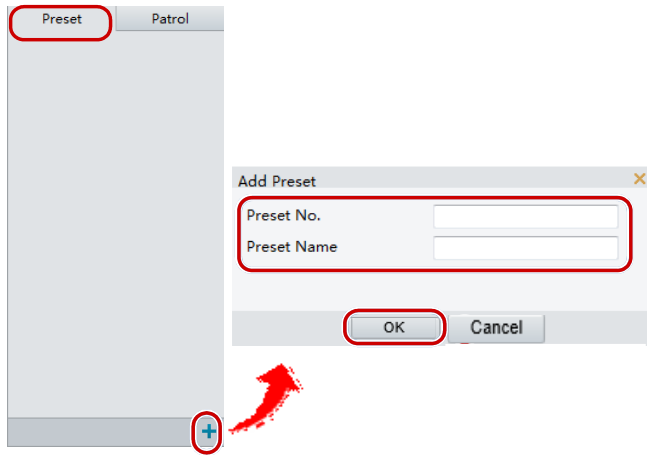 Preset Patrol
Add Preset
Preset No.
Preset Name
OK Cancel